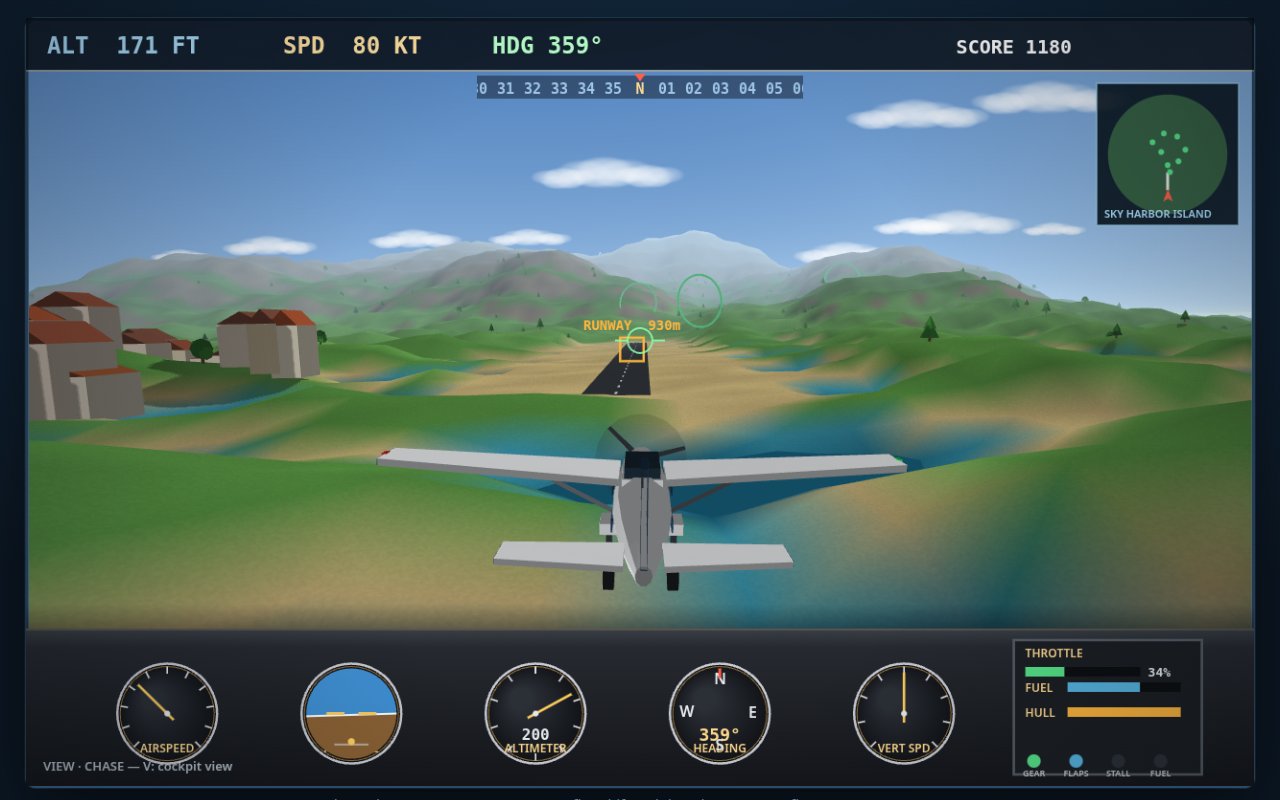 ALT 171 FT SPD 80 KT HDG 359° SCORE 1180
31 32 33 34 35 N 01 02 03 04 05
SKY HARBOR ISLAND
RUNWAY 930m
THROTTLE
34%
FUEL
HULL
N
W E
S
200
359°
AIRSPEED ALTIMETER HEADING VERT SPD
VIEW · CHASE — V: cockpit view
GEAR FLAPS STALL FUEL